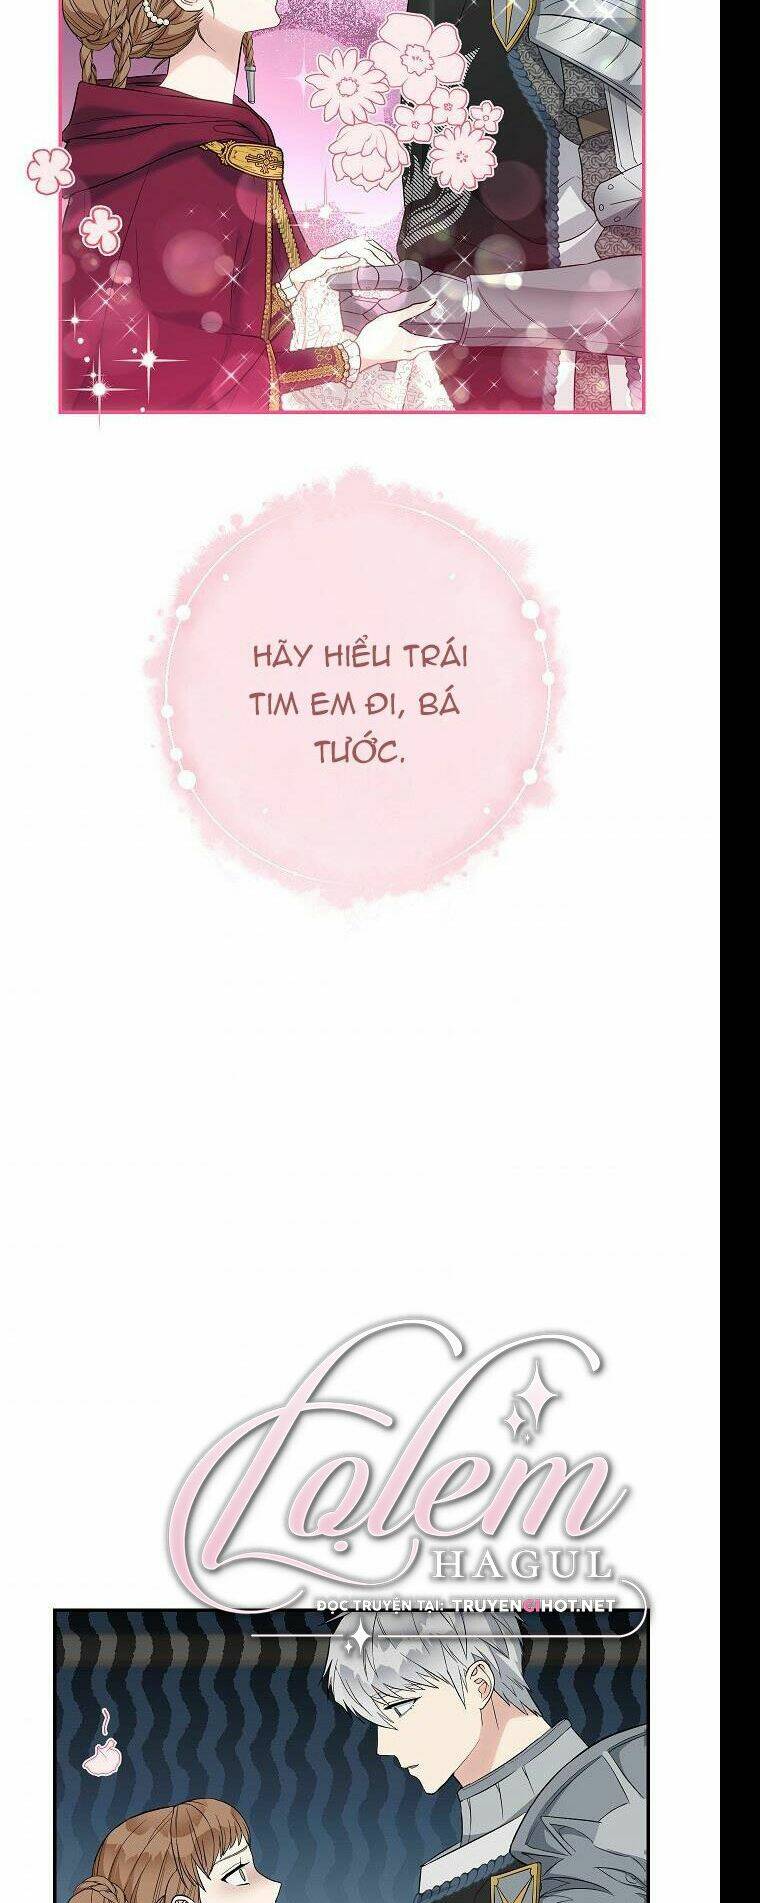 HÃY HIỂU TRÁI
TIM EM ĐI, BÁ
TƯỚC.
Lọlem
HAGUL
ĐỌC TRUYỆN TẠI: TRUYENGIHOT.NET